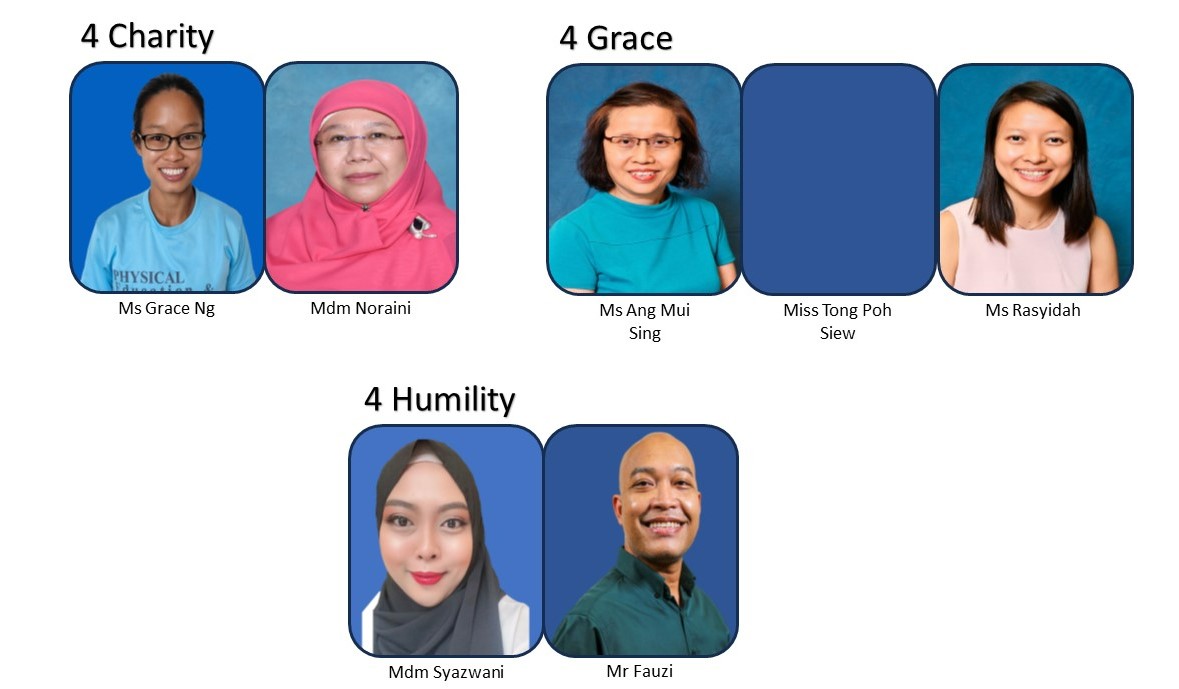 4 Charity
4 Grace
PHYSICAL
Education &
Ms Grace Ng
Mdm Noraini
Ms Ang Mui
Sing
Miss Tong Poh
Siew
Ms Rasyidah
4 Humility
Mdm Syazwani
Mr Fauzi